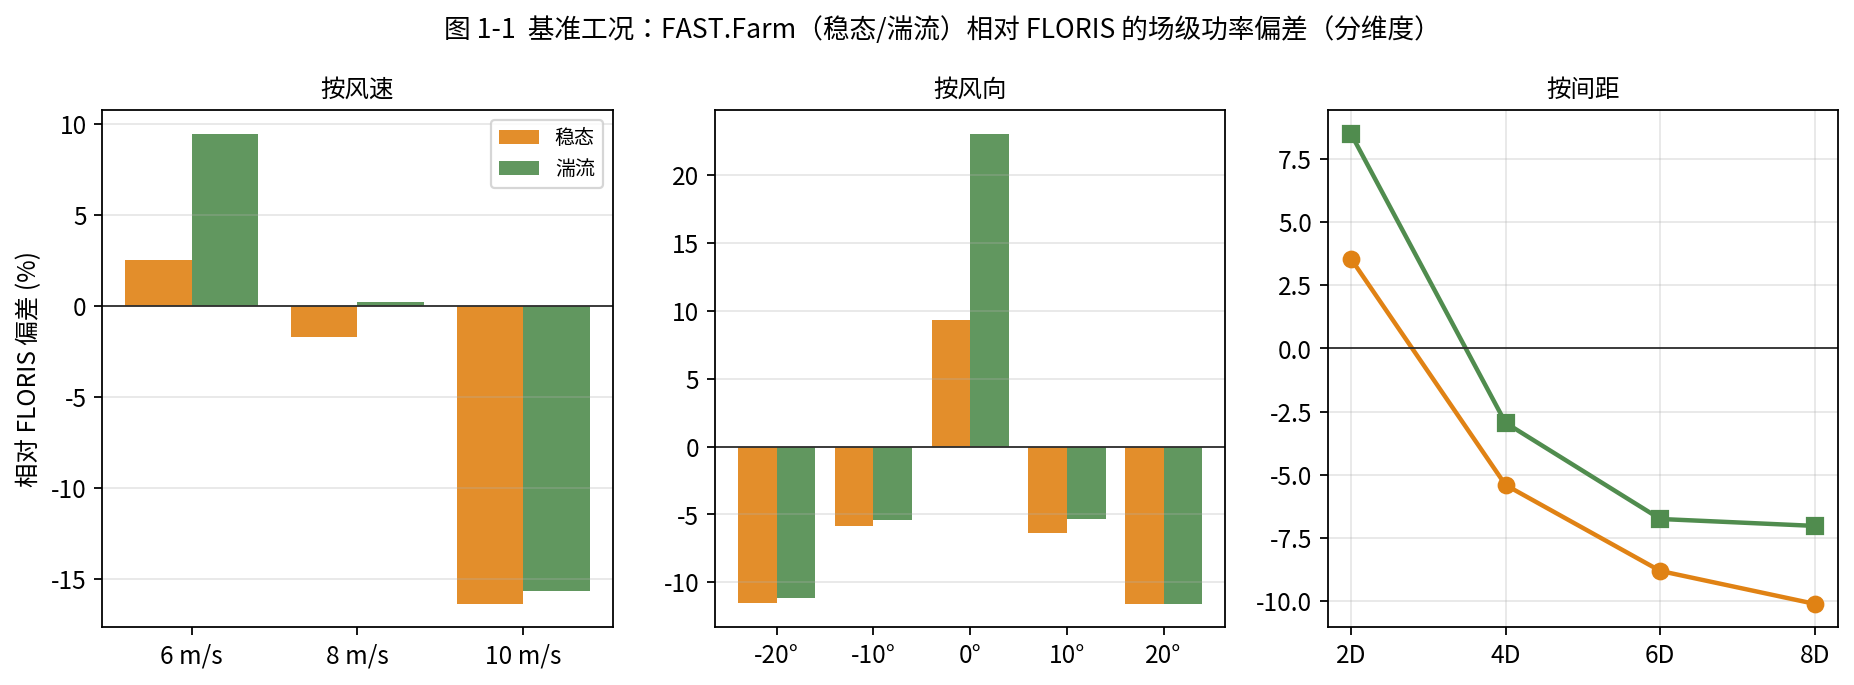 图 1-1 基准工况：FAST.Farm（稳态/湍流）相对 FLORIS 的场级功率偏差（分维度）
按风速
相对 FLORIS 偏差 (%)
10
5
0
-5
-10
-15
稳态
湍流
6 m/s
8 m/s
10 m/s
按风向
20
15
10
5
0
-5
-10
-20°
-10°
0°
10°
20°
按间距
7.5
5.0
2.5
0.0
-2.5
-5.0
-7.5
-10.0
2D
4D
6D
8D